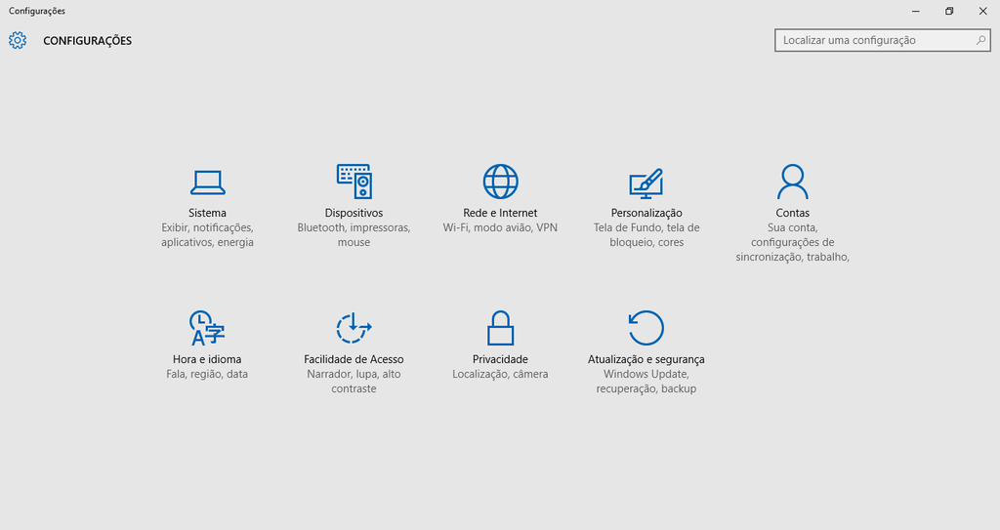 Configurações
CONFIGURAÇÕES
Localizar uma configuração
Sistema
Exibir, notificações,
aplicativos, energia
Dispositivos
Bluetooth, impressoras,
mouse
Rede e Internet
Wi-Fi, modo avião, VPN
Personalização
Tela de Fundo, tela de
bloqueio, cores
Contas
Sua conta,
configurações de
sincronização, trabalho,
Hora e idioma
Fala, região, data
Facilidade de Acesso
Narrador, lupa, alto
contraste
Privacidade
Localização, câmera
Atualização e segurança
Windows Update,
recuperação, backup